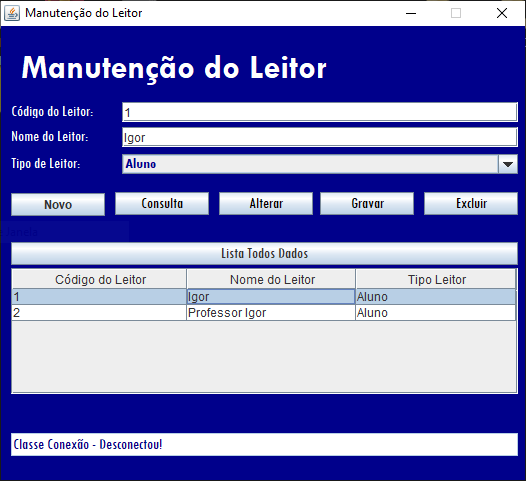 Manutenção do Leitor
Manutenção do Leitor
Código do Leitor: 1
Nome do Leitor: Igor
Tipo de Leitor: Aluno
Novo Consulta Alterar Gravar Excluir
Lista Todos Dados
Código do Leitor Nome do Leitor Tipo Leitor
1 Igor Aluno
2 Professor Igor Aluno
Classe Conexão - Desconectou!